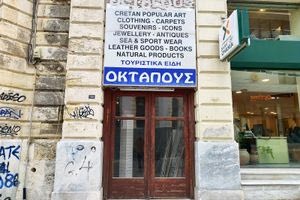 CRETAN POPULAR ART
CLOTHING - CARPETS
SOUVENIRS - ICONS
JEWELLERY - ANTIQUES
SEA & SPORT WEAR
LEATHER GOODS - BOOKS
NATURAL PRODUCTS
ΤΟΥΡΙΣΤΙΚΑ ΕΙΔΗ
ΟΚΤΑΠΟΥΣ